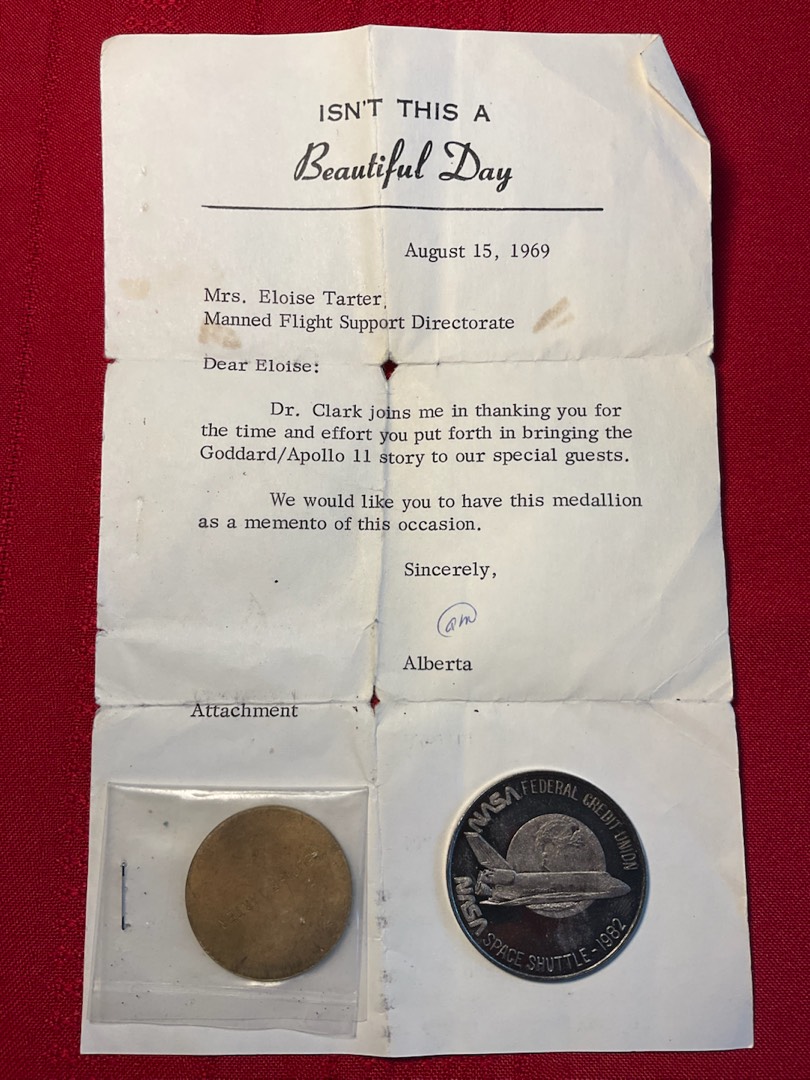 ISN'T THIS A
Beautiful Day
August 15, 1969
Mrs. Eloise Tarter,
Manned Flight Support Directorate
Dear Eloise:
Dr. Clark joins me in thanking you for
the time and effort you put forth in bringing the
Goddard/Apollo 11 story to our special guests.
We would like you to have this medallion
as a memento of this occasion.
Sincerely,
am
Alberta
Attachment
NASA FEDERAL CREDIT UNION
NASA SPACE SHUTTLE - 1982